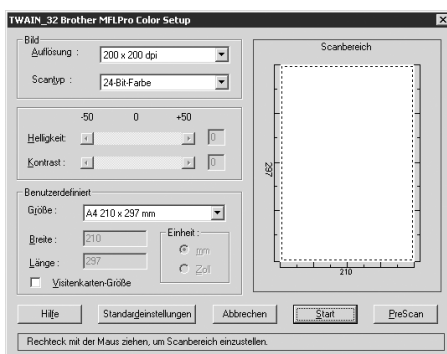 TWAIN_32 Brother MFLPro Color Setup
Bild
Auflösung :
200 x 200 dpi
Scantyp :
24-Bit-Farbe
-50 0 +50
Helligkeit:
0
Kontrast :
0
Benutzerdefiniert
Größe :
A4 210 x 297 mm
Breite :
210
Länge :
297
Einheit :
mm
Zoll
Visitenkarten-Größe
Scanbereich
297
210
Hilfe
Standardeinstellungen
Abbrechen
Start
PreScan
Rechteck mit der Maus ziehen, um Scanbereich einzustellen.